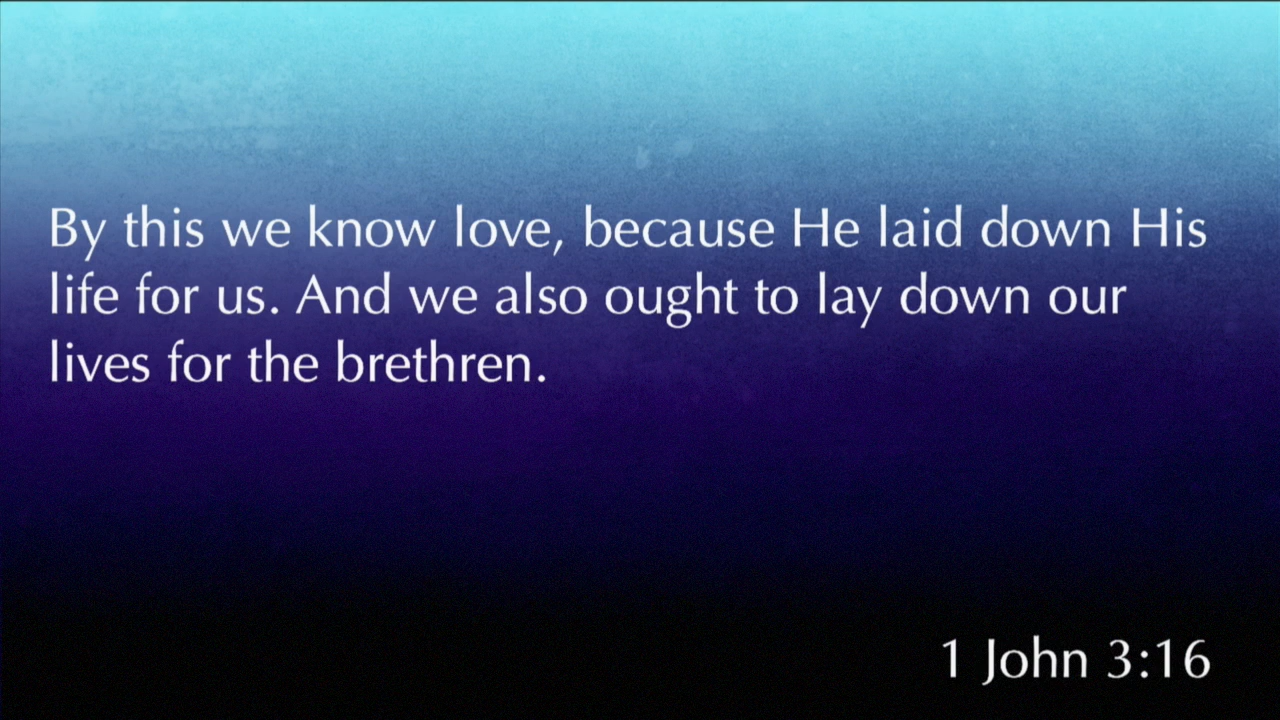 By this we know love, because He laid down His
life for us. And we also ought to lay down our
lives for the brethren.
1 John 3:16